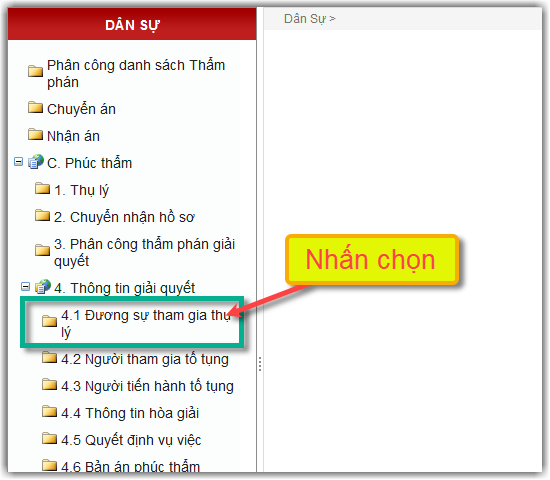 DÂN SỰ
Dân Sự >
Phân công danh sách Thẩm
phán
Chuyển án
Nhận án
C. Phúc thẩm
1. Thụ lý
2. Chuyển nhận hồ sơ
3. Phân công thẩm phán giải
quyết
Nhấn chọn
4. Thông tin giải quyết
4.1 Đương sự tham gia thụ
lý
4.2 Người tham gia tố tụng
4.3 Người tiến hành tố tụng
4.4 Thông tin hòa giải
4.5 Quyết định vụ việc
4.6 Bản án phúc thẩm